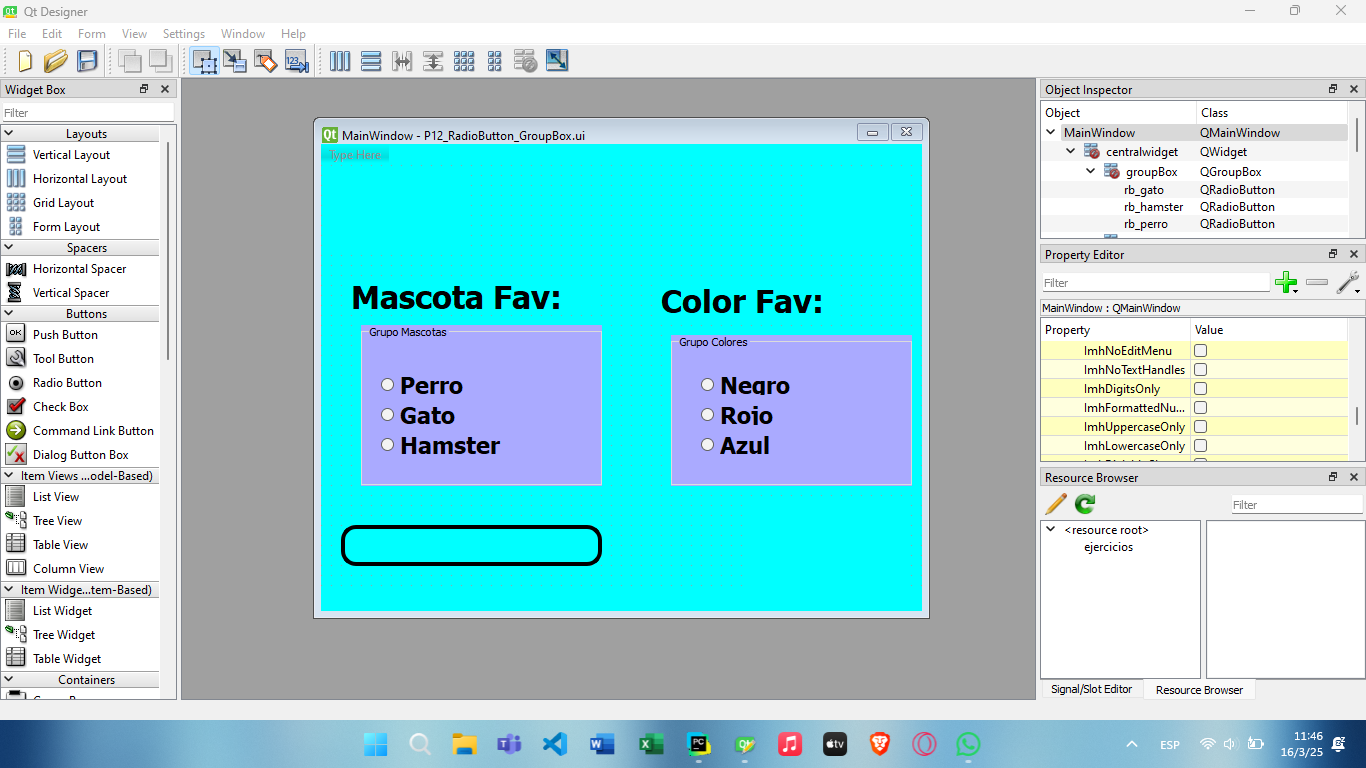 Qt Designer
File Edit Form View Settings Window Help
Widget Box
Filter
Layouts
Vertical Layout
Horizontal Layout
Grid Layout
Form Layout
Spacers
Horizontal Spacer
Vertical Spacer
Buttons
OK
Push Button
Tool Button
Radio Button
Check Box
Command Link Button
Dialog Button Box
Item Views ...odel-Based)
List View
Tree View
Table View
Column View
Item Widge...tem-Based)
List Widget
Tree Widget
Table Widget
Containers
123
Qt MainWindow - P12_RadioButton_GroupBox.ui
Type Here
Mascota Fav:
Grupo Mascotas
Perro
Gato
Hamster
Color Fav:
Grupo Colores
Negro
Rojo
Azul
Object Inspector
Object Class
MainWindow QMainWindow
centralwidget QWidget
groupBox QGroupBox
rb_gato QRadioButton
rb_hamster QRadioButton
rb_perro QRadioButton
Property Editor
Filter
MainWindow : QMainWindow
Property Value
ImhNoEditMenu
ImhNoTextHandles
ImhDigitsOnly
ImhFormattedNu...
ImhUppercaseOnly
ImhLowercaseOnly
Resource Browser
Filter
<resource root>
ejercicios
Signal/Slot Editor Resource Browser
PC
Qt
tv
ESP
11:46
16/3/25